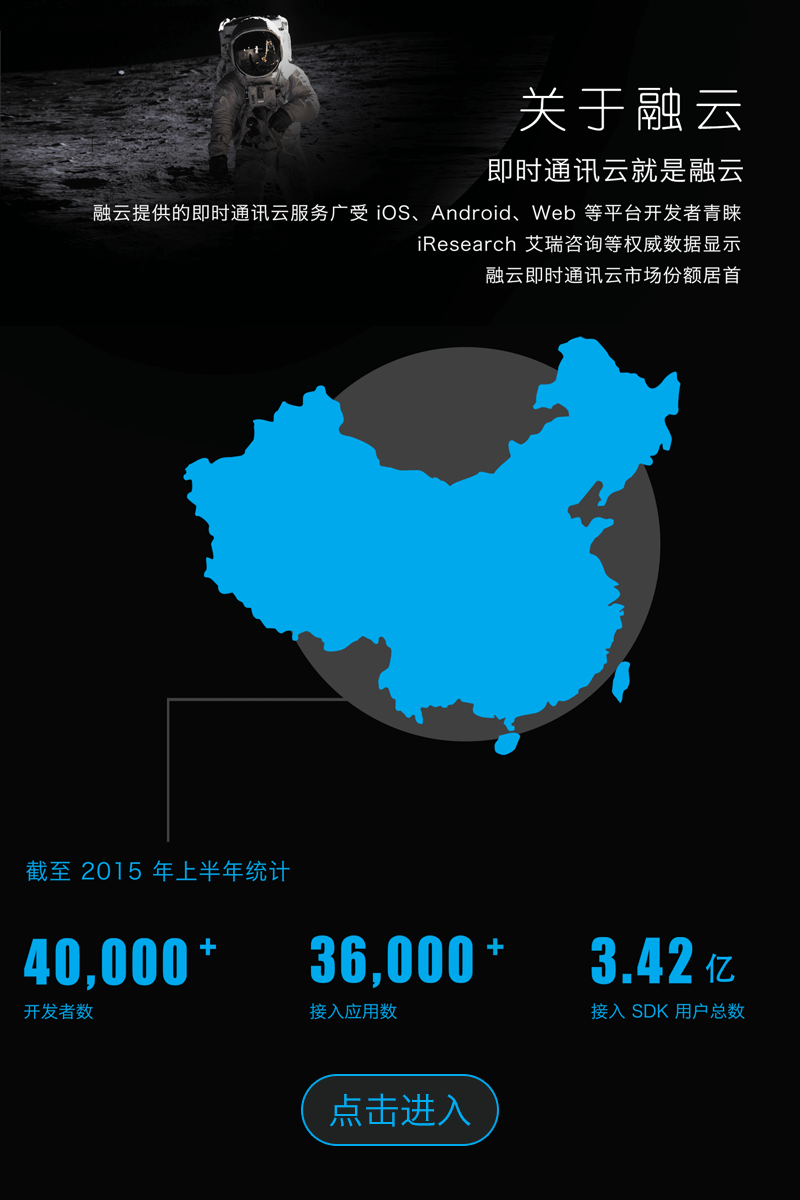 关于融云
即时通讯云就是融云
融云提供的即时通讯云服务广受 iOS、Android、Web 等平台开发者青睐
iResearch 艾瑞咨询等权威数据显示
融云即时通讯云市场份额居首
截至 2015 年上半年统计
40,000+
36,000+
3.42 亿
开发者数
接入应用数
接入 SDK 用户总数
点击进入